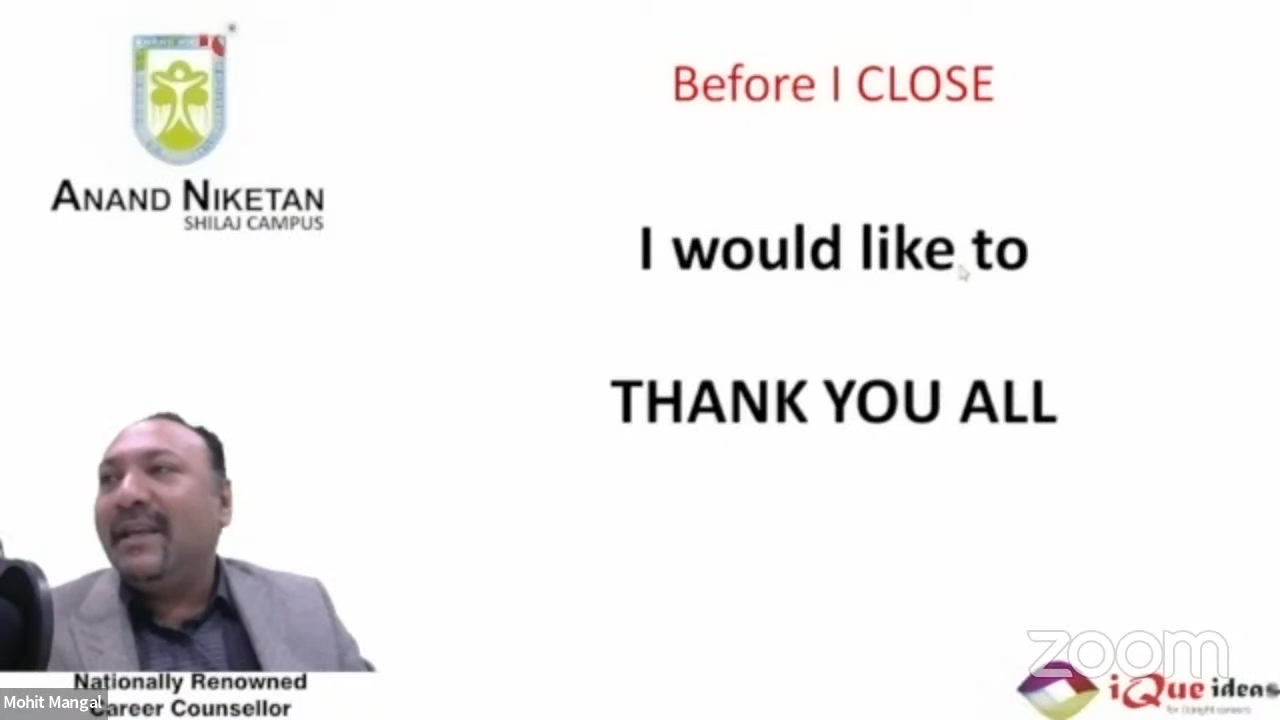 Before I CLOSE
ANAND NIKETAN
SHILAJ CAMPUS
I would like to
THANK YOU ALL
Nationally Renowned
Career Counsellor
Mohit Mangal
zoom
iQue ideas